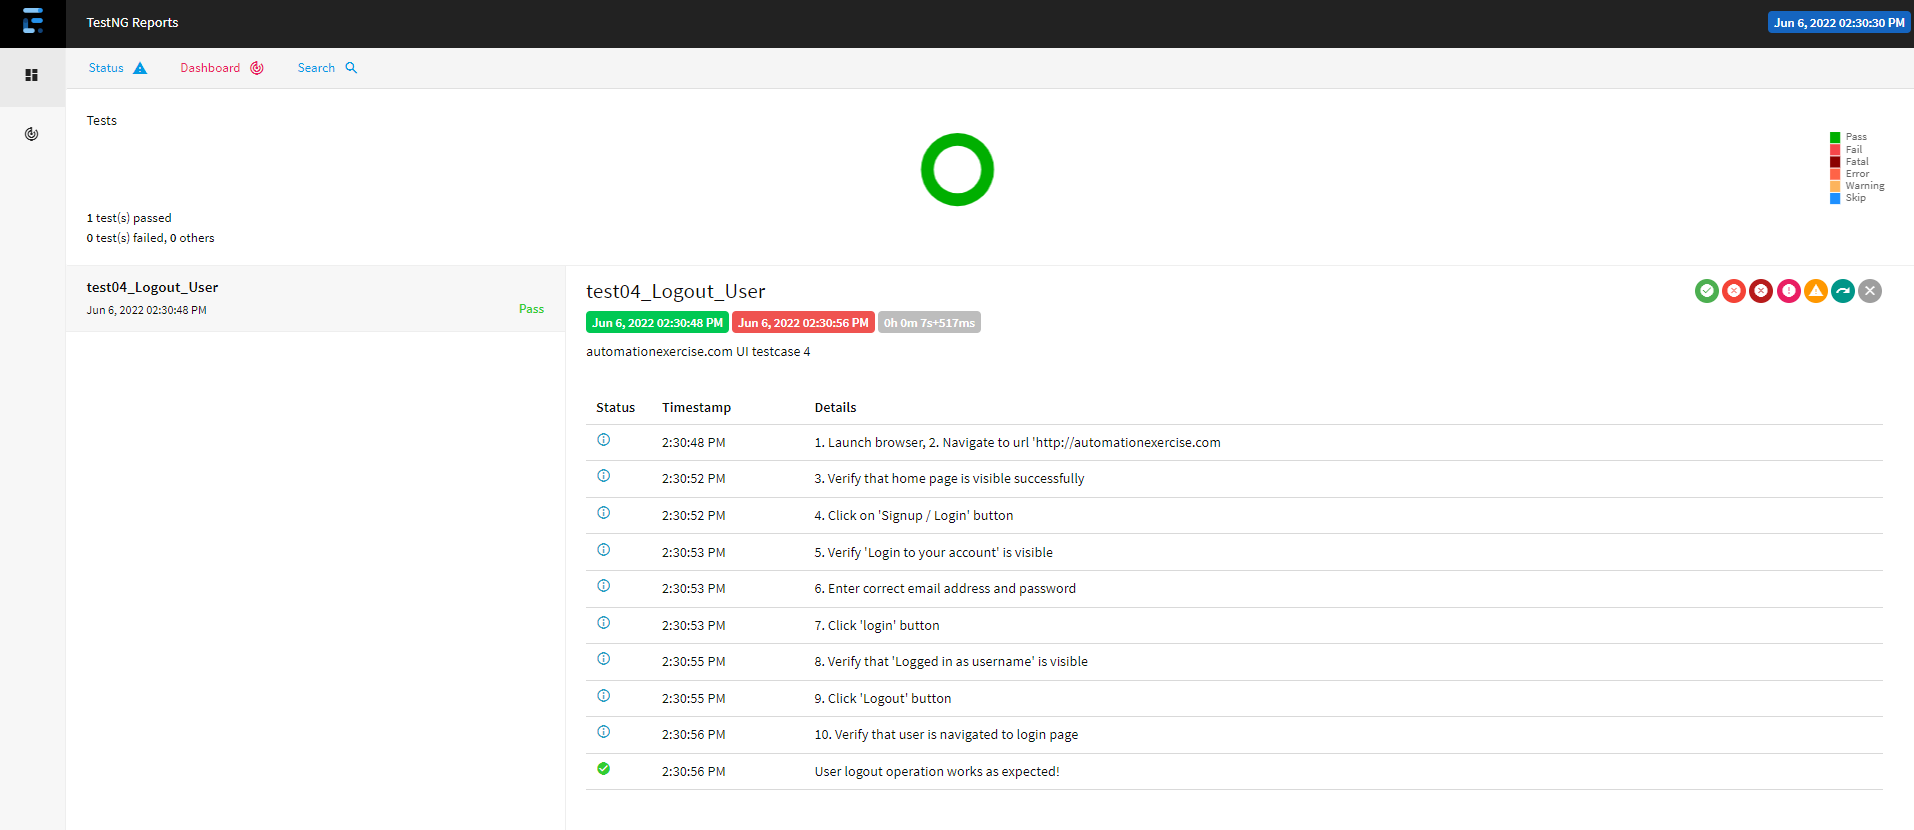 TestNG Reports
Jun 6, 2022 02:30:30 PM
Status
Dashboard
Search
Tests
Pass
Fail
Fatal
Error
Warning
Skip
1 test(s) passed
0 test(s) failed, 0 others
test04_Logout_User
Jun 6, 2022 02:30:48 PM
Pass
test04_Logout_User
Jun 6, 2022 02:30:48 PM Jun 6, 2022 02:30:56 PM 0h 0m 7s+517ms
automationexercise.com UI testcase 4
Status Timestamp Details
2:30:48 PM 1. Launch browser, 2. Navigate to url 'http://automationexercise.com
2:30:52 PM 3. Verify that home page is visible successfully
2:30:52 PM 4. Click on 'Signup / Login' button
2:30:53 PM 5. Verify 'Login to your account' is visible
2:30:53 PM 6. Enter correct email address and password
2:30:53 PM 7. Click 'login' button
2:30:55 PM 8. Verify that 'Logged in as username' is visible
2:30:55 PM 9. Click 'Logout' button
2:30:56 PM 10. Verify that user is navigated to login page
2:30:56 PM User logout operation works as expected!